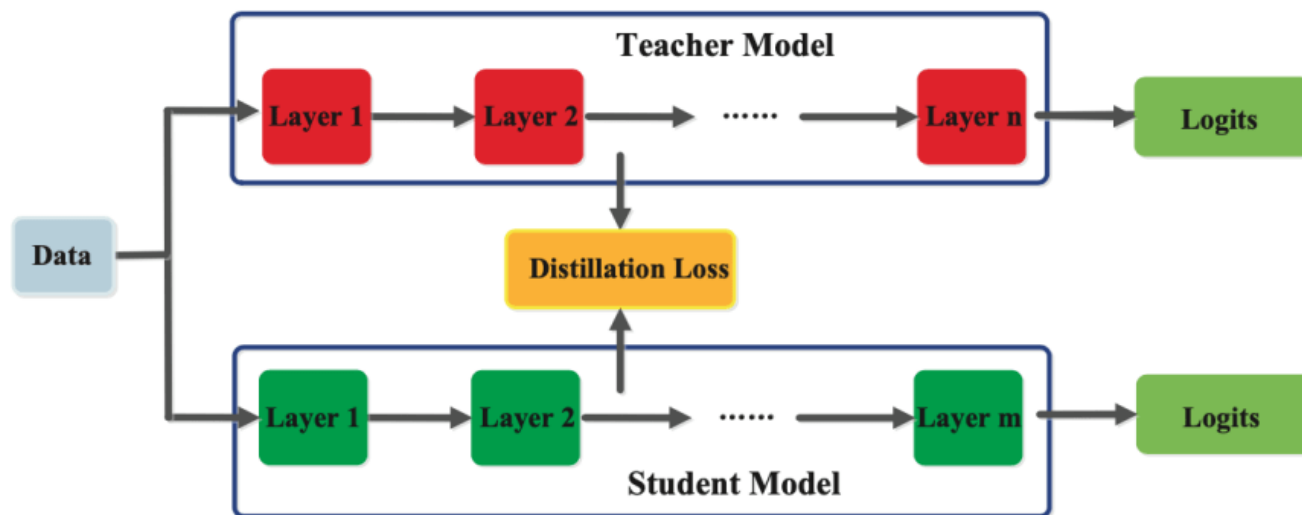 Teacher Model
Layer 1
Layer 2
......
Layer n
Logits
Data
Distillation Loss
Layer 1
Layer 2
......
Layer m
Logits
Student Model